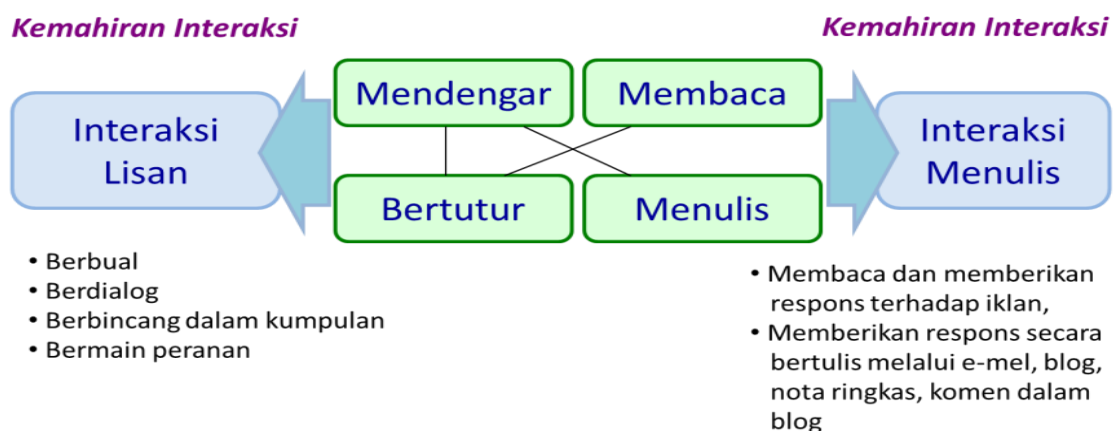 Kemahiran Interaksi
Kemahiran Interaksi
Mendengar
Membaca
Interaksi
Lisan
Interaksi
Menulis
Bertutur
Menulis
• Berbual
• Berdialog
• Berbincang dalam kumpulan
• Bermain peranan
• Membaca dan memberikan
respons terhadap iklan,
• Memberikan respons secara
bertulis melalui e-mel, blog,
nota ringkas, komen dalam
blog